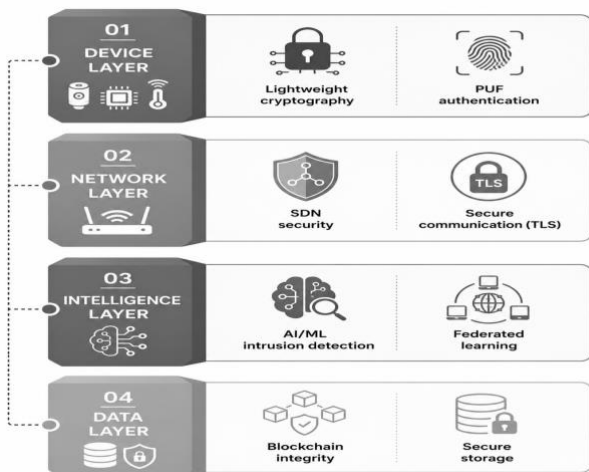 01
DEVICE
LAYER
Lightweight
cryptography
PUF
authentication
02
NETWORK
LAYER
SDN
security
TLS
Secure
communication (TLS)
03
INTELLIGENCE
LAYER
AI/ML
intrusion detection
Federated
learning
04
DATA
LAYER
Blockchain
integrity
Secure
storage